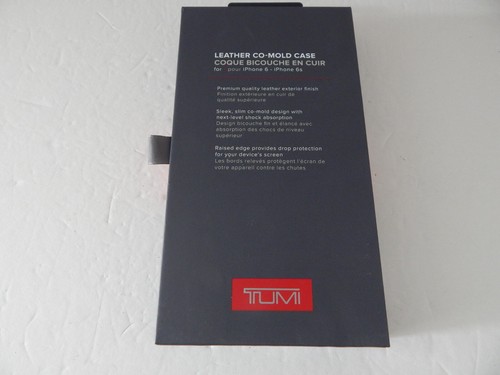 LEATHER CO-MOLD CASE
COQUE BICOUCHE EN CUIR
for pour iPhone 6 - iPhone 6s
Premium quality leather exterior finish
Finition extérieure en cuir de
qualité supérieure
Sleek, slim co-mold design with
next-level shock absorption
Design bicouche fin et élancé avec
absorption des chocs de niveau
supérieur
Raised edge provides drop protection
for your device's screen
Les bords relevés protègent l'écran de
votre appareil contre les chutes
TUMI